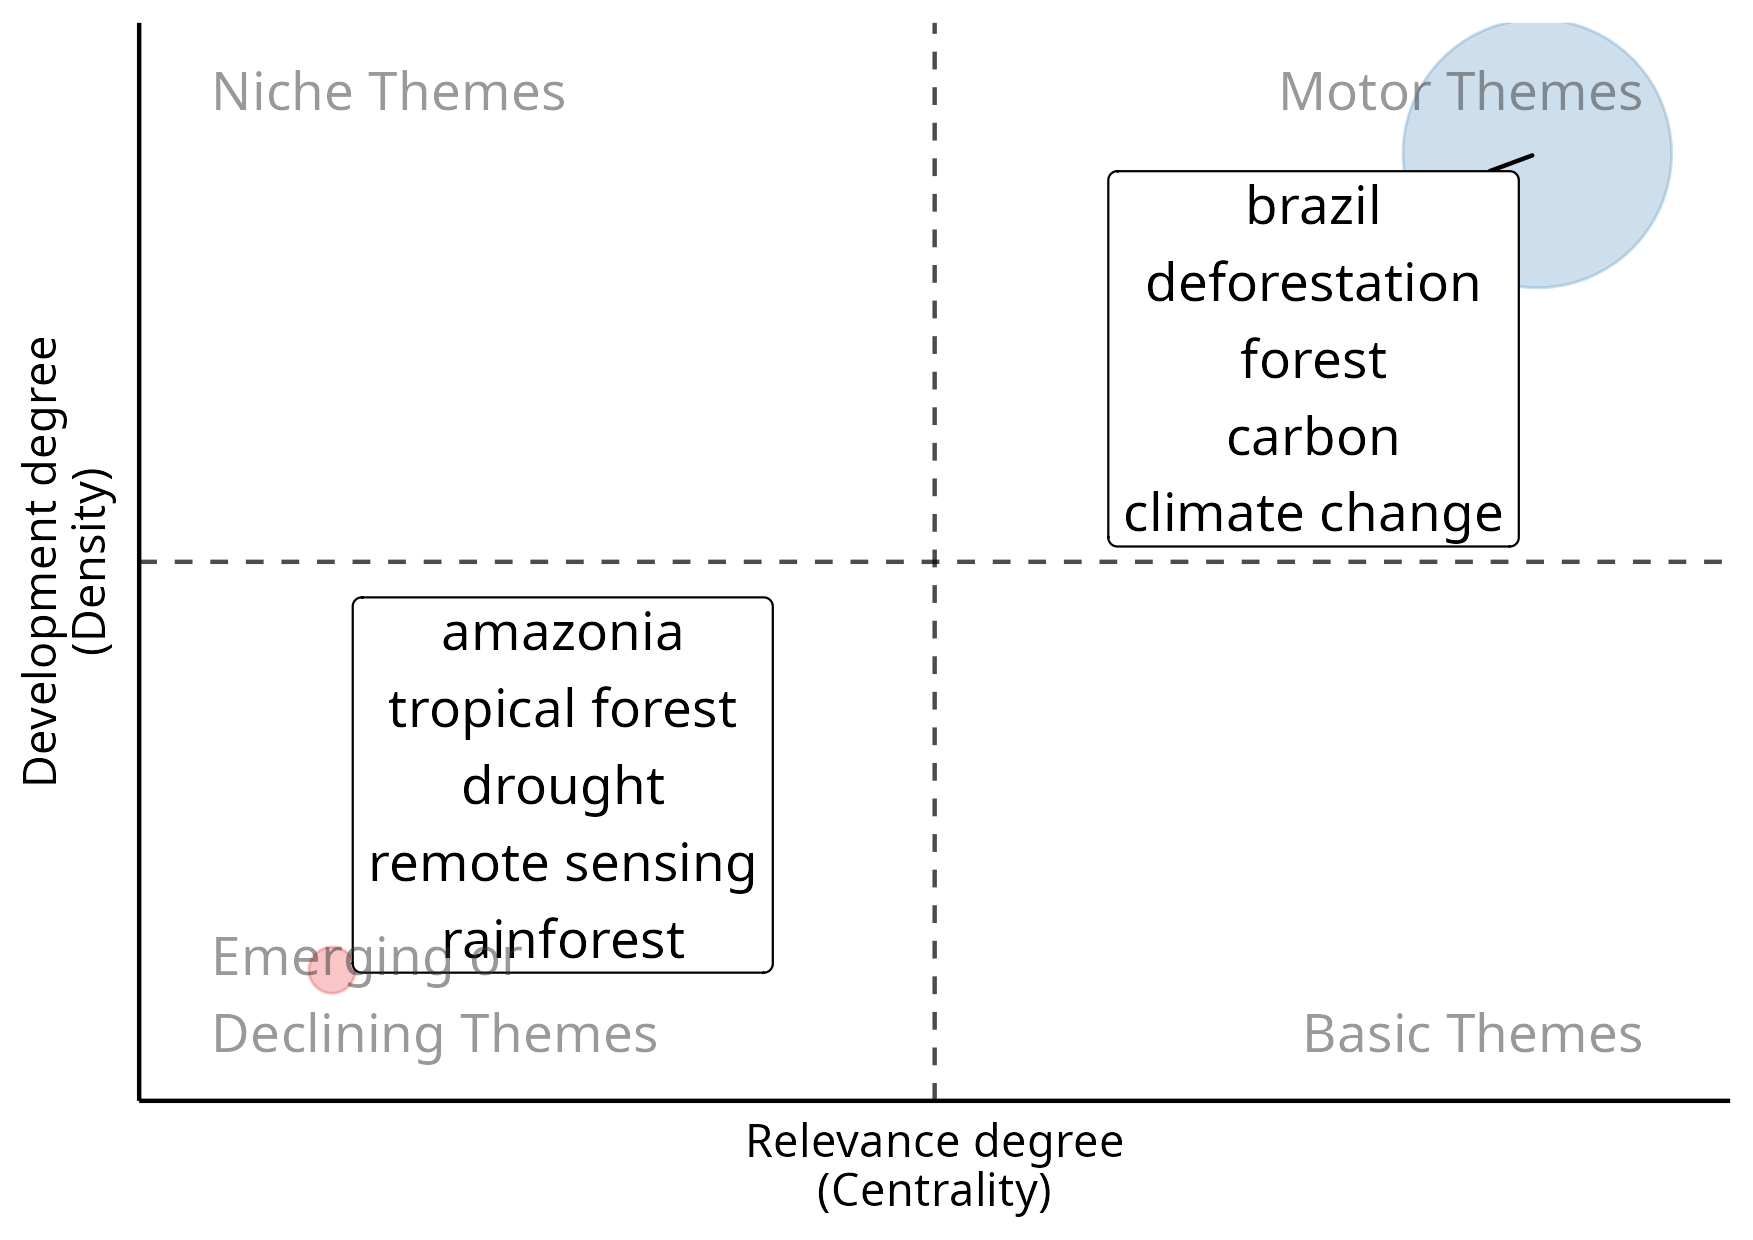 Niche Themes
Motor Themes
brazil
deforestation
forest
carbon
climate change
Development degree
(Density)
amazonia
tropical forest
drought
remote sensing
rainforest
Emerging or
Declining Themes
Basic Themes
Relevance degree
(Centrality)